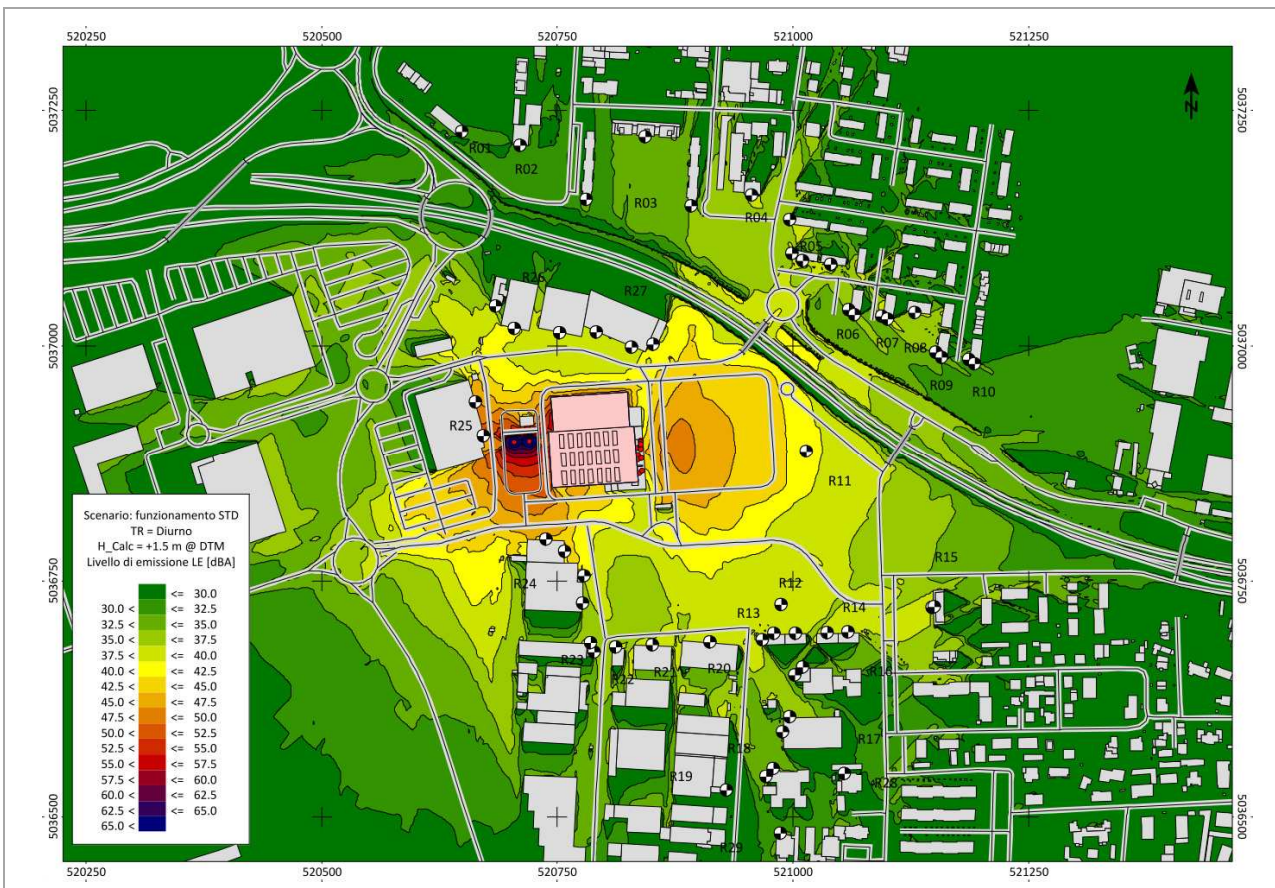 520250 520500 520750 521000 521250
5037250 5037250
N
R01
R02
R03
R04
R05
R26
R27
R06
R07
R08
R09
R10
5037000 5037000
R25
R11
Scenario: funzionamento STD
TR = Diurno
H_Calc = +1.5 m @ DTM
Livello di emissione LE [dBA]
<= 30.0
30.0 < <= 32.5
32.5 < <= 35.0
35.0 < <= 37.5
37.5 < <= 40.0
40.0 < <= 42.5
42.5 < <= 45.0
45.0 < <= 47.5
47.5 < <= 50.0
50.0 < <= 52.5
52.5 < <= 55.0
55.0 < <= 57.5
57.5 < <= 60.0
60.0 < <= 62.5
62.5 < <= 65.0
65.0 <
R15
R24
R12
5036750 5036750
R13
R14
R23
R22
R21
R20
R16
R17
R18
R19
R28
R29
5036500 5036500
520250 520500 520750 521000 521250